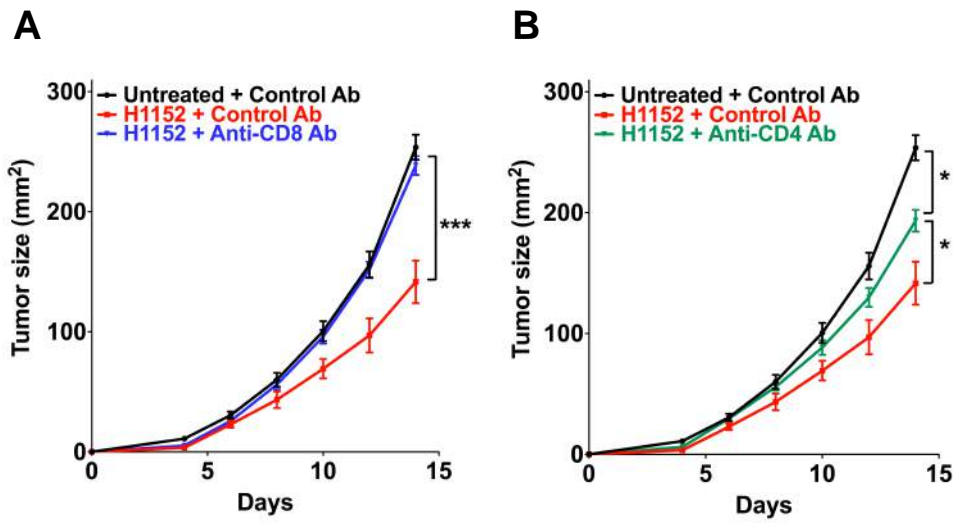 A
B
Untreated + Control Ab
H1152 + Control Ab
H1152 + Anti-CD8 Ab
300
200
100
0
Tumor size (mm²)
0
5
10
15
Days
***
Untreated + Control Ab
H1152 + Control Ab
H1152 + Anti-CD4 Ab
300
200
100
0
Tumor size (mm²)
0
5
10
15
Days
*
*